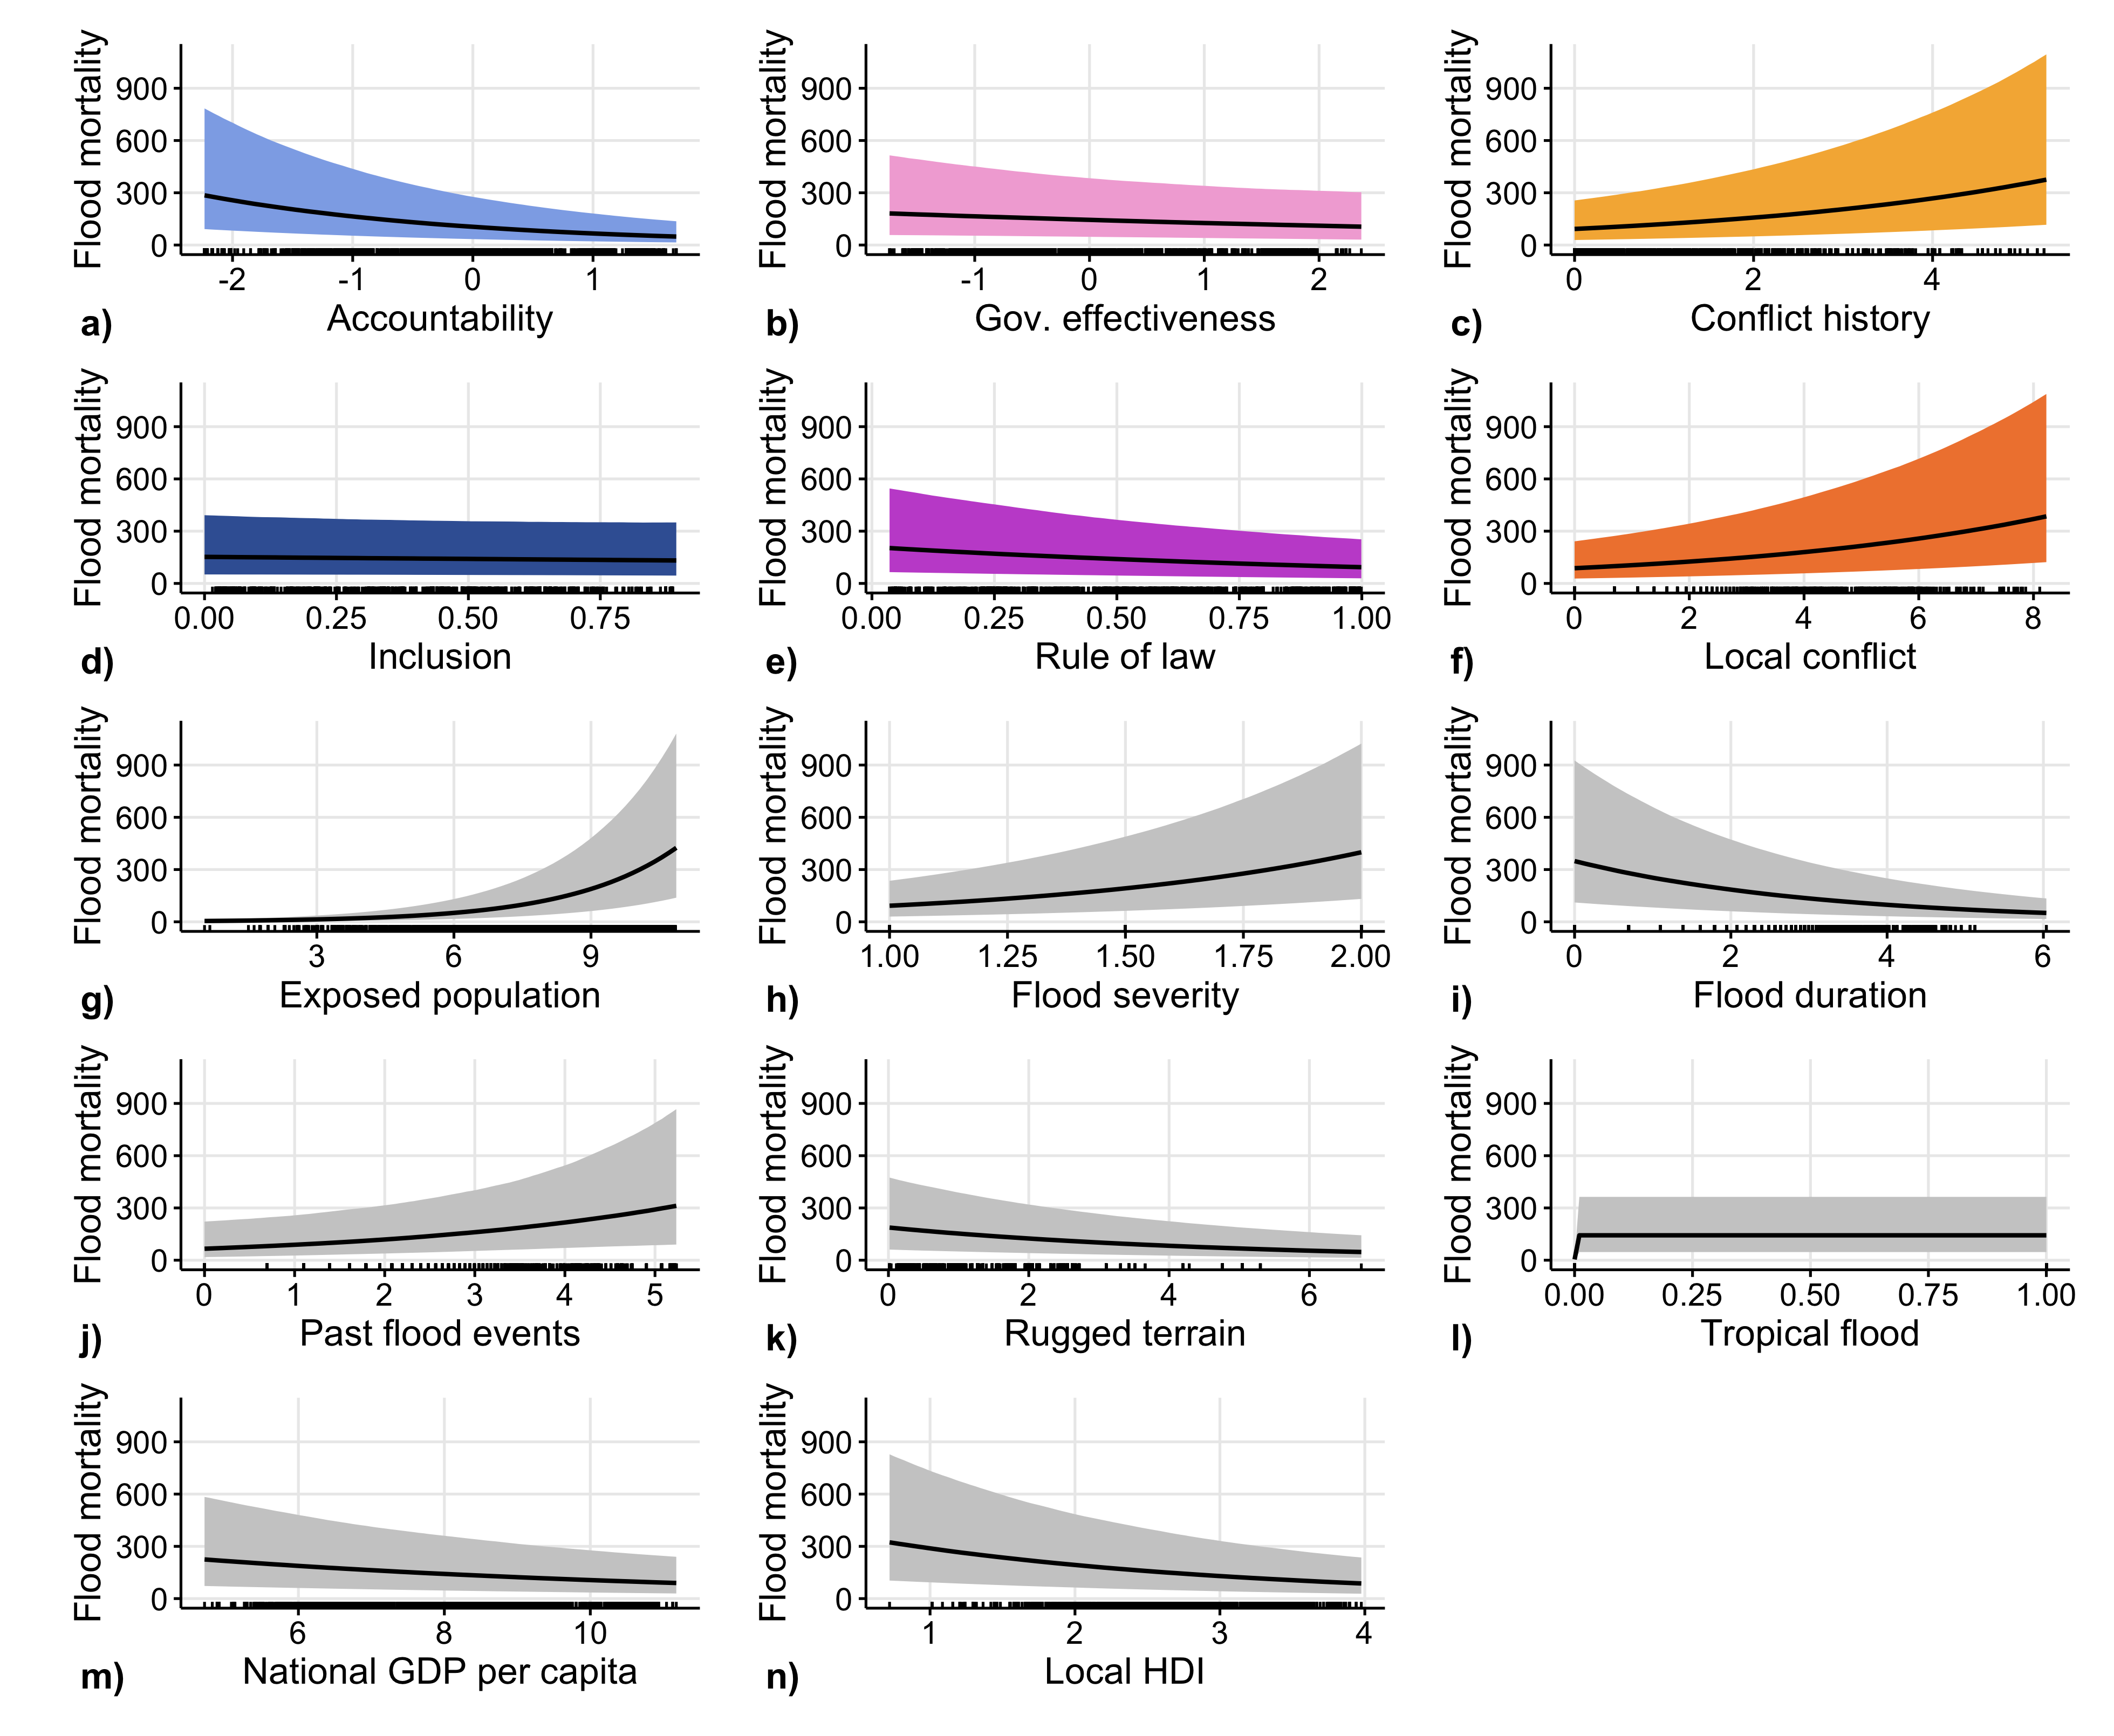 Flood mortality
900
600
300
0
-2 -1 0 1
a) Accountability
Flood mortality
900
600
300
0
-1 0 1 2
b) Gov. effectiveness
Flood mortality
900
600
300
0
0 2 4
c) Conflict history
Flood mortality
900
600
300
0
0.00 0.25 0.50 0.75
d) Inclusion
Flood mortality
900
600
300
0
0.00 0.25 0.50 0.75 1.00
e) Rule of law
Flood mortality
900
600
300
0
0 2 4 6 8
f) Local conflict
Flood mortality
900
600
300
0
3 6 9
g) Exposed population
Flood mortality
900
600
300
0
1.00 1.25 1.50 1.75 2.00
h) Flood severity
Flood mortality
900
600
300
0
0 2 4 6
i) Flood duration
Flood mortality
900
600
300
0
0 1 2 3 4 5
j) Past flood events
Flood mortality
900
600
300
0
0 2 4 6
k) Rugged terrain
Flood mortality
900
600
300
0
0.00 0.25 0.50 0.75 1.00
l) Tropical flood
Flood mortality
900
600
300
0
6 8 10
m) National GDP per capita
Flood mortality
900
600
300
0
1 2 3 4
n) Local HDI